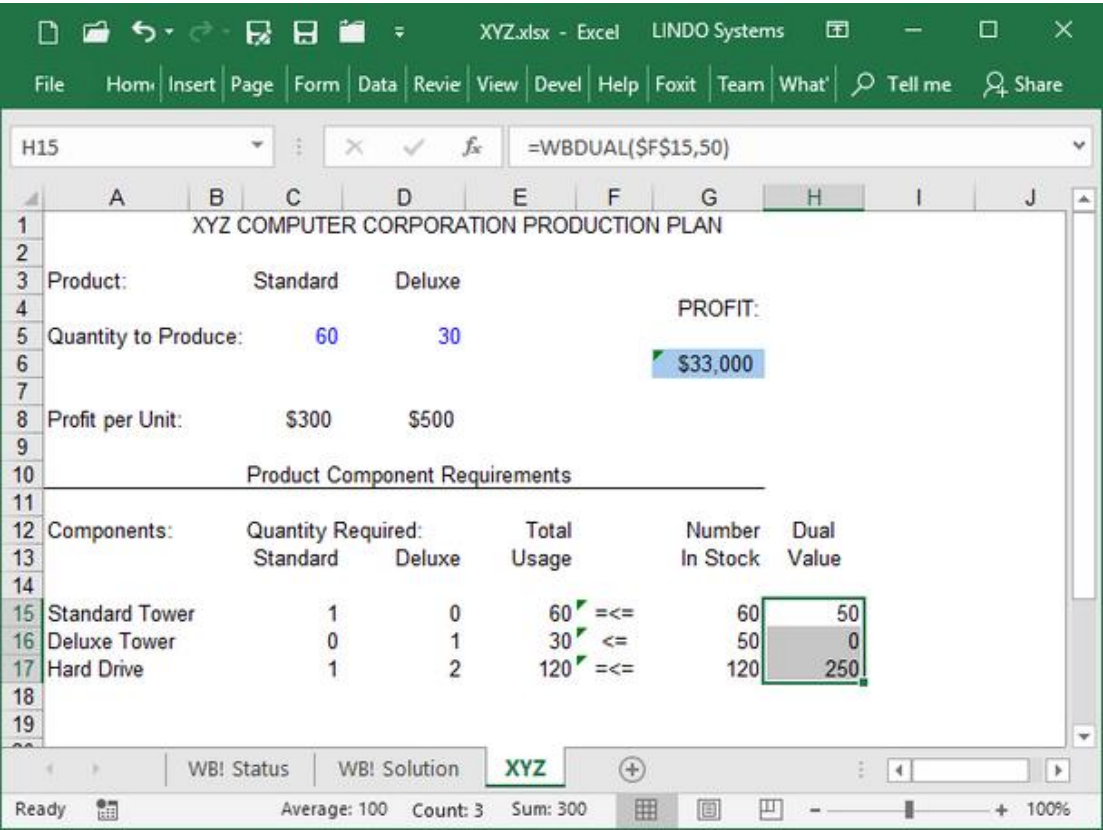 XYZ.xlsx - Excel LINDO Systems
File Hom Insert Page Form Data Revie View Devel Help Foxit Team What' Tell me Share
H15 fx =WBDUAL($F$15,50)
A B C D E F G H I J
1 XYZ COMPUTER CORPORATION PRODUCTION PLAN
2
3 Product: Standard Deluxe
4 PROFIT:
5 Quantity to Produce: 60 30
6 $33,000
7
8 Profit per Unit: $300 $500
9
10 Product Component Requirements
11
12 Components: Quantity Required: Total Number Dual
13 Standard Deluxe Usage In Stock Value
14
15 Standard Tower 1 0 60 =<= 60 50
16 Deluxe Tower 0 1 30 <= 50 0
17 Hard Drive 1 2 120 =<= 120 250
18
19
WB! Status WB! Solution XYZ
Ready Average: 100 Count: 3 Sum: 300 100%